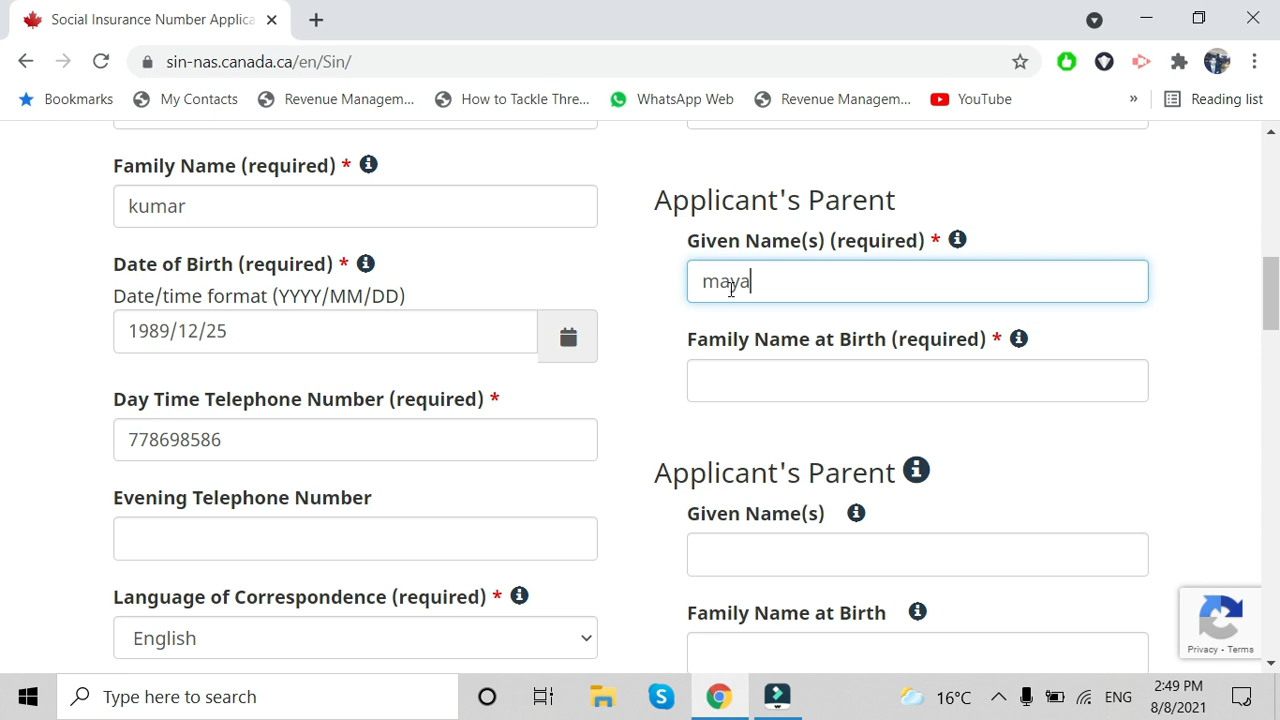 Social Insurance Number Applica
sin-nas.canada.ca/en/Sin/
Bookmarks
My Contacts
Revenue Managem...
How to Tackle Thre...
WhatsApp Web
Revenue Managem...
YouTube
»
Reading list
Family Name (required) *
kumar
Date of Birth (required) *
Date/time format (YYYY/MM/DD)
1989/12/25
Day Time Telephone Number (required) *
778698586
Evening Telephone Number
Language of Correspondence (required) *
English
Applicant's Parent
Given Name(s) (required) *
maya
Family Name at Birth (required) *
Applicant's Parent
Given Name(s)
Family Name at Birth
Privacy - Terms
Type here to search
16°C
ENG
2:49 PM
8/8/2021